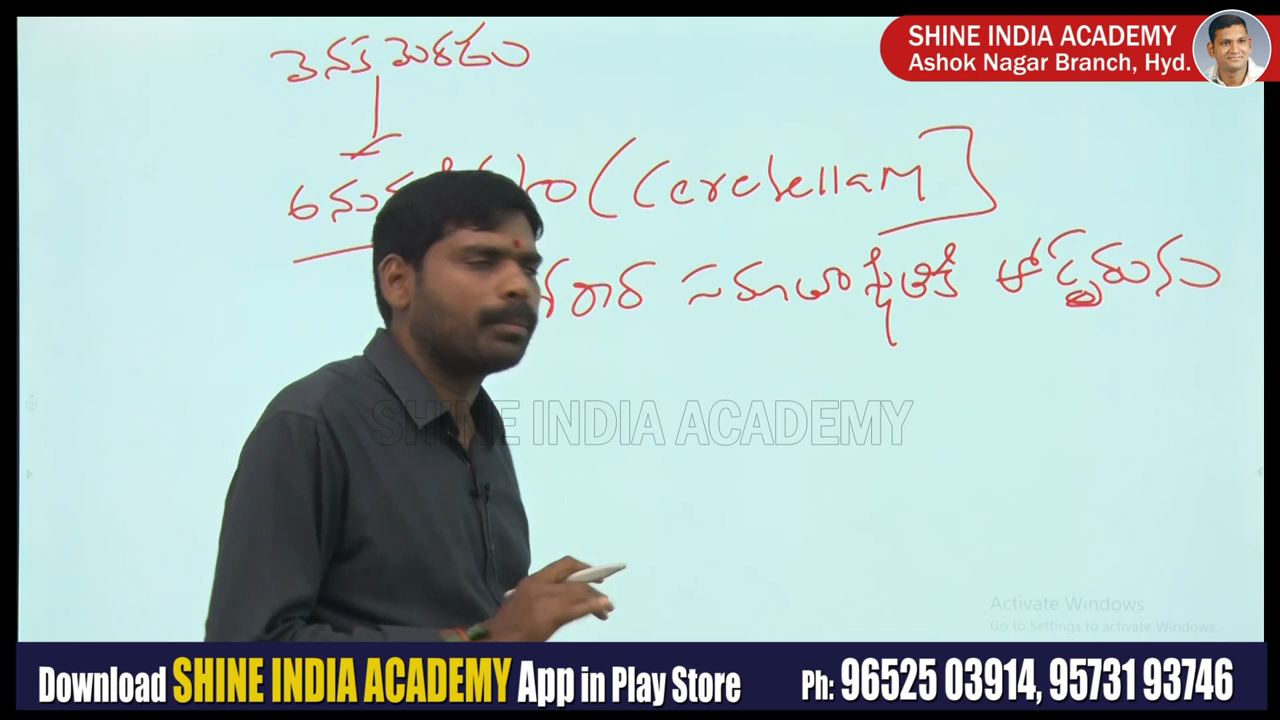 SHINE INDIA ACADEMY
Ashok Nagar Branch, Hyd.
వెనక మెదడు
(Cerebellam)
సమతాస్థితికి తోడ్పడును
SHINE INDIA ACADEMY
Activate Windows
Go to Settings to activate Windows.
Download SHINE INDIA ACADEMY App in Play Store
Ph: 96525 03914, 95731 93746